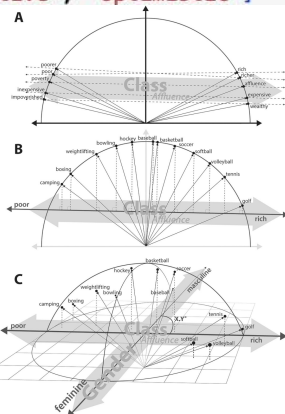 A
poorer
poor
poverty
inexpensive
impoverished
rich
richer
affluence
expensive
wealthy
Class
Affluence
B
hockey
baseball
basketball
bowling
soccer
weightlifting
softball
boxing
volleyball
camping
tennis
golf
poor
rich
Class
Affluence
C
basketball
hockey
soccer
masculine
weightlifting
bowling
baseball
boxing
camping
X,Y
tennis
golf
poor
rich
Class
Affluence
softball
volleyball
Gender
feminine